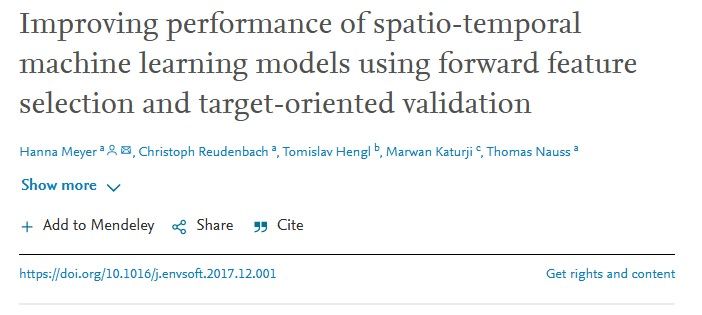 Improving performance of spatio-temporal
machine learning models using forward feature
selection and target-oriented validation
Hanna Meyer a, Christoph Reudenbach a, Tomislav Hengl b, Marwan Katurji c, Thomas Nauss a
Show more
+ Add to Mendeley Share Cite
https://doi.org/10.1016/j.envsoft.2017.12.001 Get rights and content